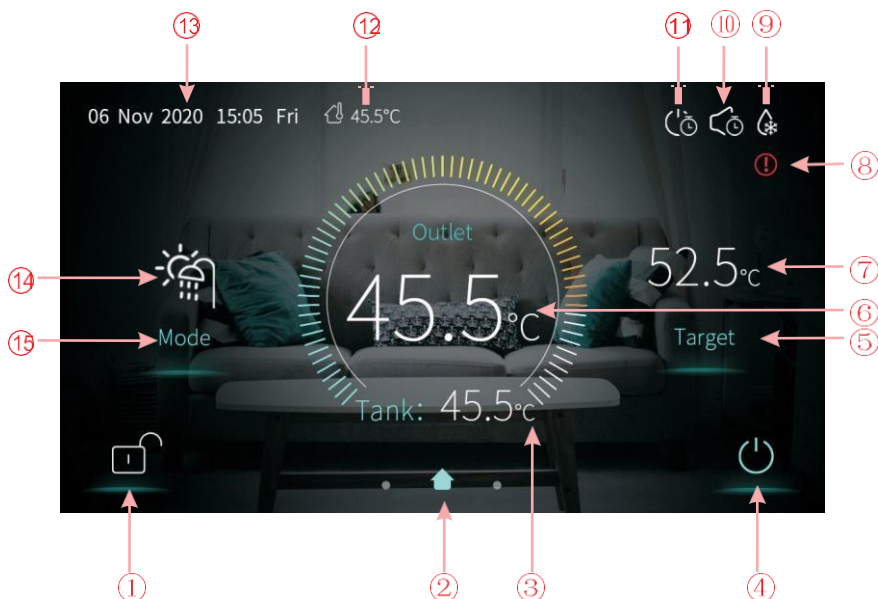 ⑬ ⑫ ⑪ ⑩ ⑨
06 Nov 2020 15:05 Fri 45.5°C
⑧
Outlet
52.5°C ⑦
⑭
45.5°C ⑥
⑮ Mode
Target ⑤
Tank: 45.5°C
① ② ③ ④